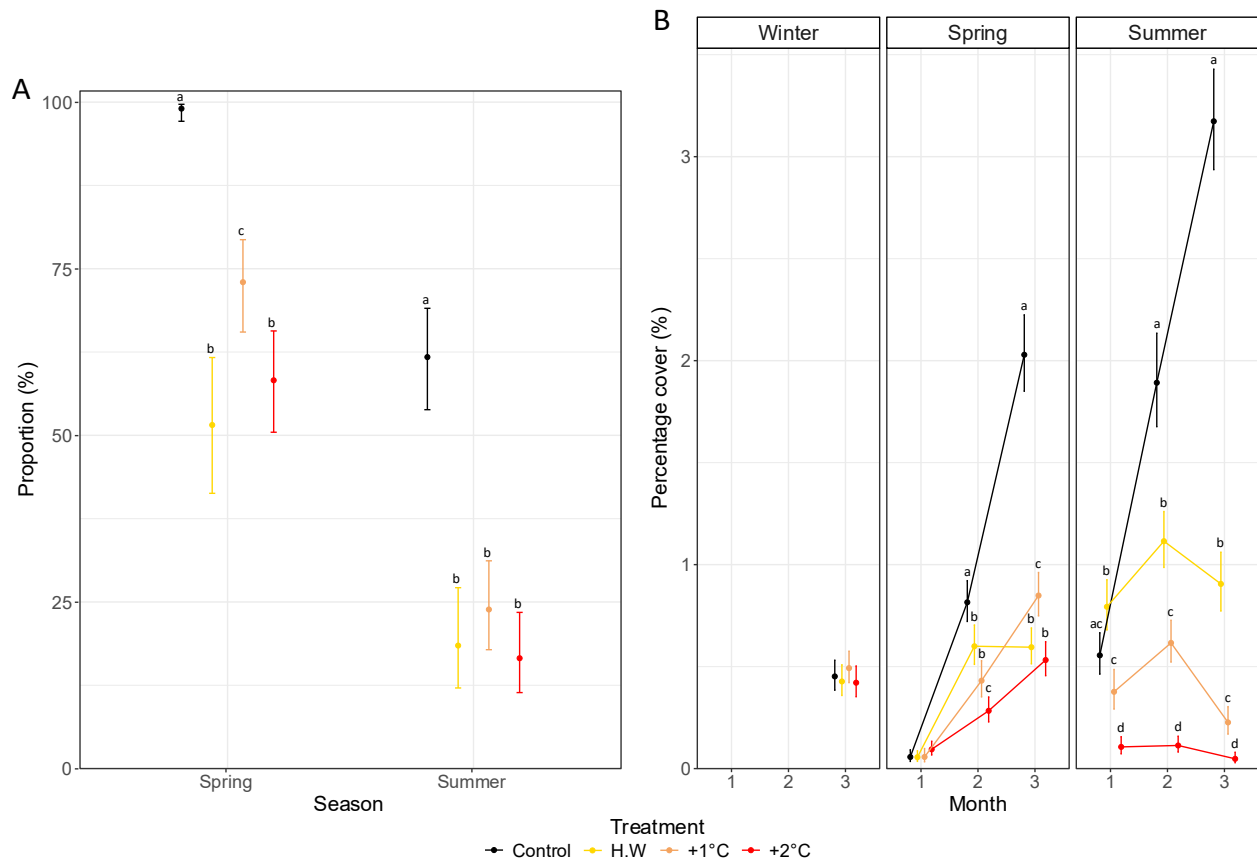 A
Proportion (%)
100
75
50
25
0
a
b
c
b
a
b
b
b
Spring
Summer
Season
B
Winter
Spring
Summer
Percentage cover (%)
3
2
1
0
a
b
b
c
a
b
c
b
ac
b
c
d
a
b
c
d
a
b
c
d
1 2 3
1 2 3
1 2 3
Month
Treatment
Control H.W +1°C +2°C